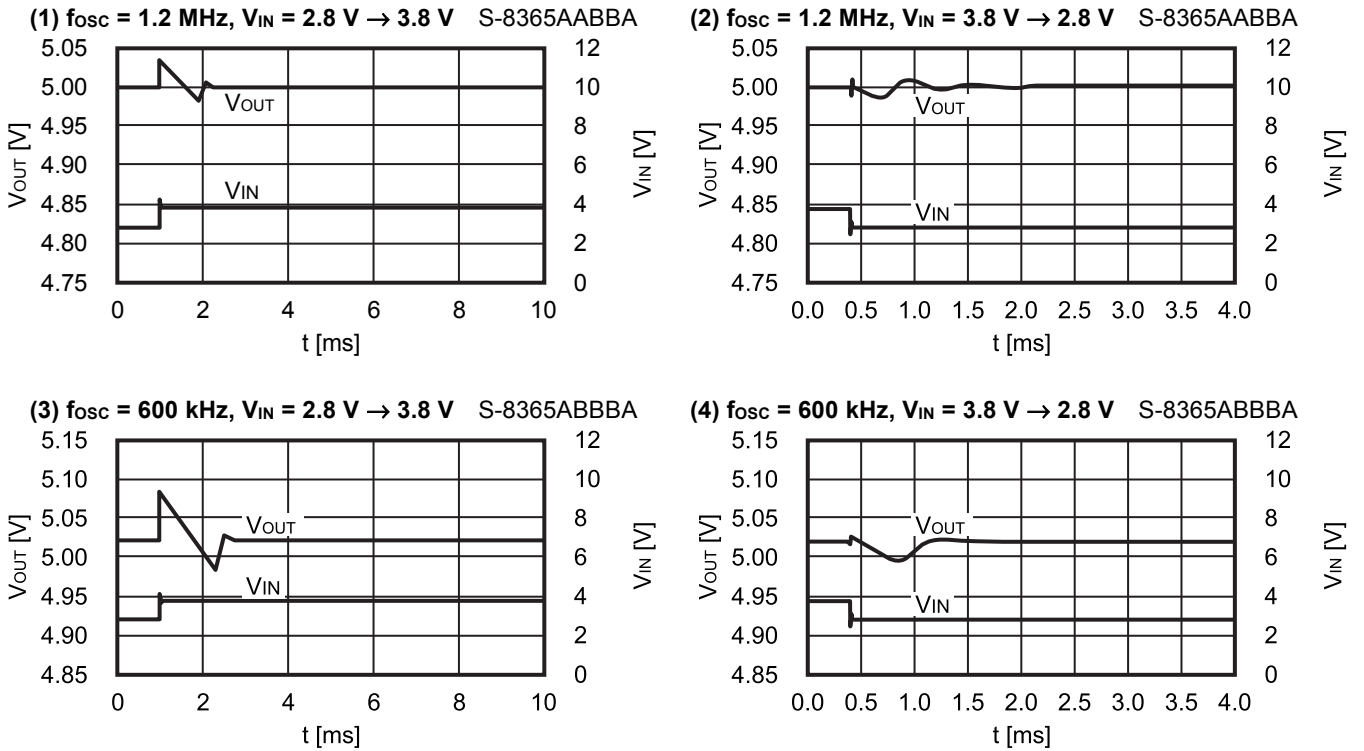 (1) fOSC = 1.2 MHz, VIN = 2.8 V → 3.8 V S-8365AABBA
5.05
5.00
4.95
4.90
4.85
4.80
4.75
VOUT [V]
12
10
8
6
4
2
0
VIN [V]
VOUT
VIN
0 2 4 6 8 10
t [ms]
(2) fOSC = 1.2 MHz, VIN = 3.8 V → 2.8 V S-8365AABBA
5.05
5.00
4.95
4.90
4.85
4.80
4.75
VOUT [V]
12
10
8
6
4
2
0
VIN [V]
VOUT
VIN
0.0 0.5 1.0 1.5 2.0 2.5 3.0 3.5 4.0
t [ms]
(3) fOSC = 600 kHz, VIN = 2.8 V → 3.8 V S-8365ABBBA
5.15
5.10
5.05
5.00
4.95
4.90
4.85
VOUT [V]
12
10
8
6
4
2
0
VIN [V]
VOUT
VIN
0 2 4 6 8 10
t [ms]
(4) fOSC = 600 kHz, VIN = 3.8 V → 2.8 V S-8365ABBBA
5.15
5.10
5.05
5.00
4.95
4.90
4.85
VOUT [V]
12
10
8
6
4
2
0
VIN [V]
VOUT
VIN
0.0 0.5 1.0 1.5 2.0 2.5 3.0 3.5 4.0
t [ms]